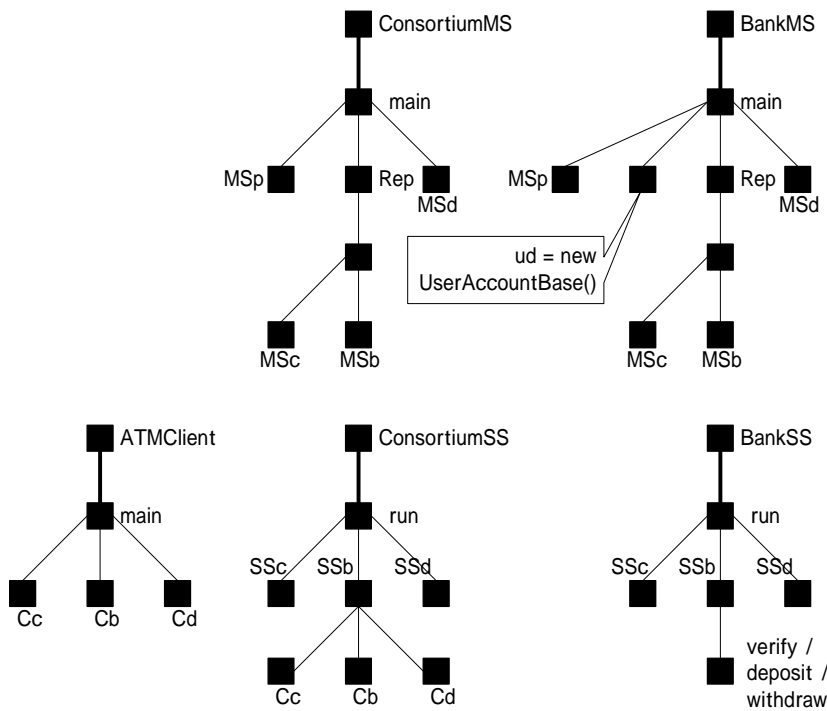 ConsortiumMS BankMS
main main
MSp Rep MSd MSp Rep MSd
ud = new
UserAccountBase()
MSc MSb MSc MSb
ATMClient ConsortiumSS BankSS
main run run
SSc SSb SSd SSc SSb SSd
Cc Cb Cd
Cc Cb Cd
verify /
deposit /
withdraw